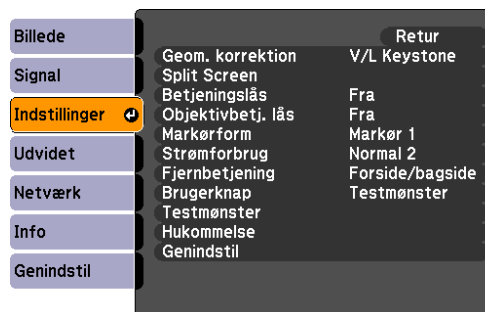 Billede
Signal
Indstillinger
Udvidet
Netværk
Info
Genindstil
Retur
Geom. korrektion V/L Keystone
Split Screen
Betjeningslås Fra
Objektivbetj. lås Fra
Markørform Markør 1
Strømforbrug Normal 2
Fjernbetjening Forside/bagside
Brugerknap Testmønster
Testmønster
Hukommelse
Genindstil